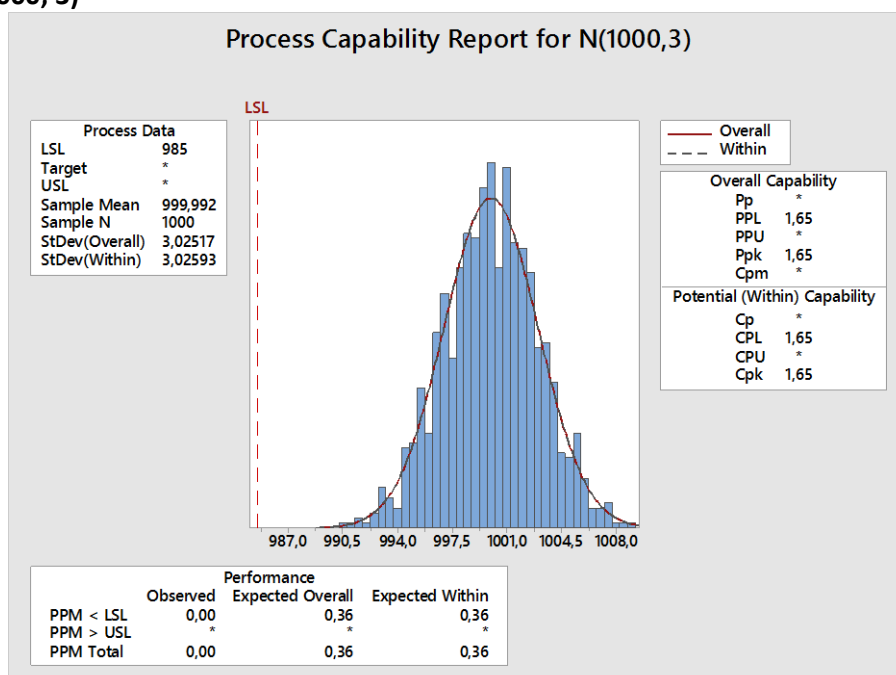 000, 3)
Process Capability Report for N(1000,3)
LSL
Process Data
LSL 985
Target *
USL *
Sample Mean 999,992
Sample N 1000
StDev(Overall) 3,02517
StDev(Within) 3,02593
Overall
Within
Overall Capability
Pp *
PPL 1,65
PPU *
Ppk 1,65
Cpm *
Potential (Within) Capability
Cp *
CPL 1,65
CPU *
Cpk 1,65
987,0 990,5 994,0 997,5 1001,0 1004,5 1008,0
Performance
Observed Expected Overall Expected Within
PPM < LSL 0,00 0,36 0,36
PPM > USL * * *
PPM Total 0,00 0,36 0,36